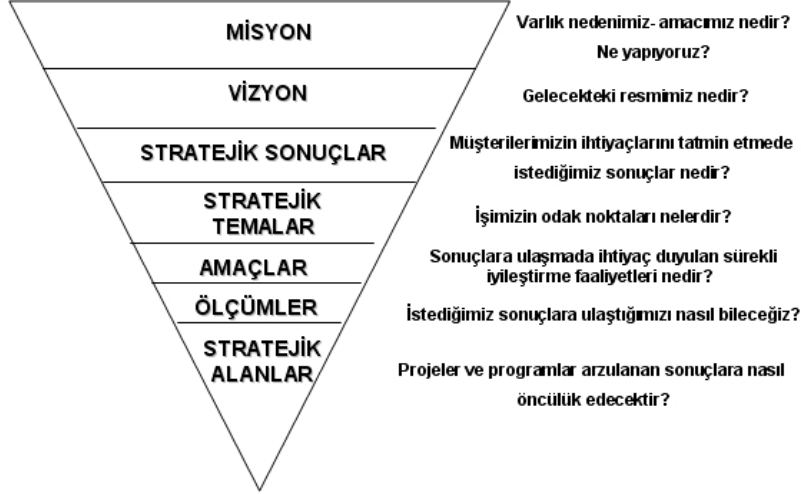 MİSYON
Varlık nedenimiz- amacımız nedir?
Ne yapıyoruz?
VİZYON
Gelecekteki resmimiz nedir?
STRATEJİK SONUÇLAR
Müşterilerimizin ihtiyaçlarını tatmin etmede
istediğimiz sonuçlar nedir?
STRATEJİK
TEMALAR
İşimizin odak noktaları nelerdir?
AMAÇLAR
Sonuçlara ulaşmada ihtiyaç duyulan sürekli
iyileştirme faaliyetleri nedir?
ÖLÇÜMLER
İstediğimiz sonuçlara ulaştığımızı nasıl bileceğiz?
STRATEJİK
ALANLAR
Projeler ve programlar arzulanan sonuçlara nasıl
öncülük edecektir?